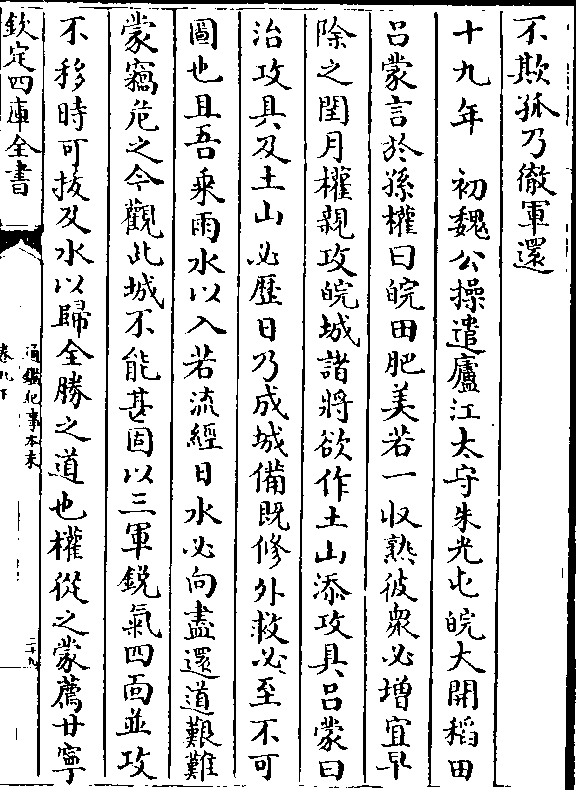 不欺孤乃徹軍還
十九年　初魏公操遣廬江太守朱光屯皖大開稻田
吕蒙言於孫權曰皖田肥美若一收熟彼衆必増宜早
除之閏月權親攻皖城諸將欲作土山添攻具吕蒙曰
治攻具及土山必歴日乃成城備既修外救必至不可
圖也且吾乘雨水以入若流經日水必向盡還道艱難
蒙竊危之今觀此城不能甚固以三軍鋭氣四面並攻
不移時可拔及水以歸全勝之道也權從之蒙薦甘寧
欽定四庫全書
通鑑紀事本末
卷九下
二十九